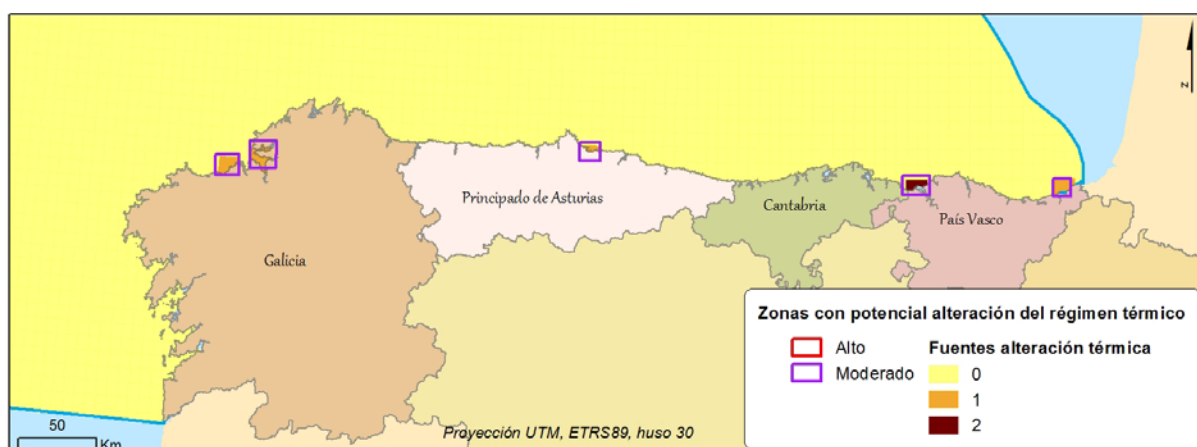 Z
Principado de Asturias
Cantabria
País Vasco
Galicia
Zonas con potencial alteración del régimen térmico
Alto
Fuentes alteración térmica
Moderado
0
1
2
50
Km
Proyección UTM, ETRS89, huso 30